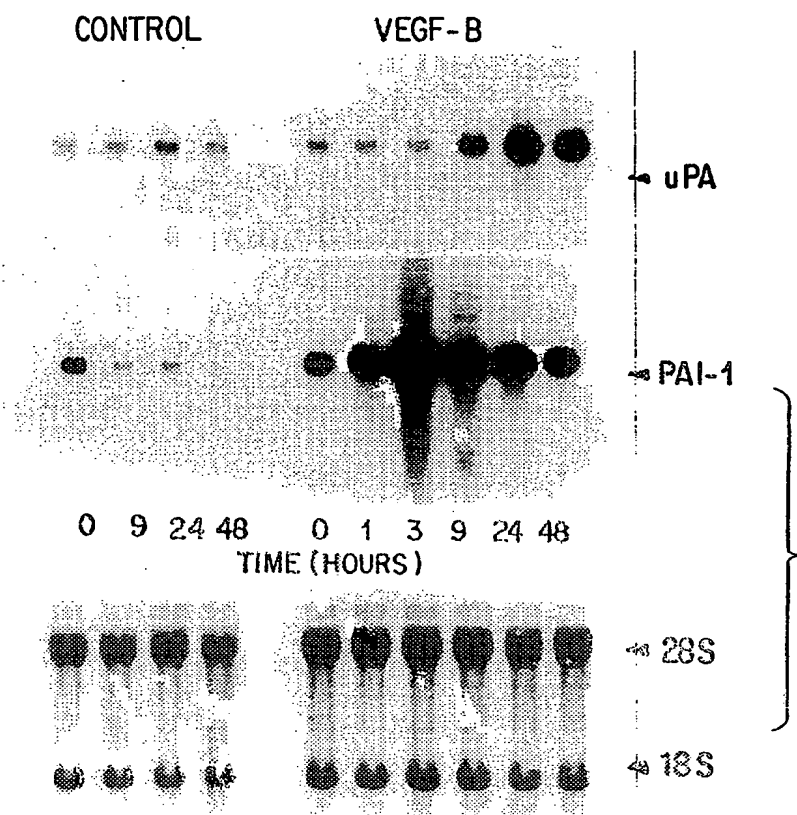 CONTROL VEGF-B
uPA
PAI-1
0 9 24 48 0 1 3 9 24 48
TIME (HOURS)
28S
18S